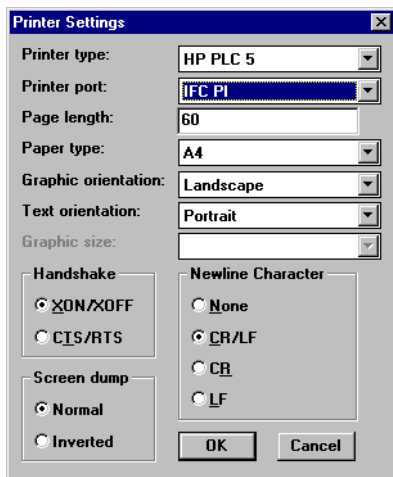 Printer Settings
Printer type: HP PLC 5
Printer port: IFC PI
Page length: 60
Paper type: A4
Graphic orientation: Landscape
Text orientation: Portrait
Graphic size:
Handshake
XON/XOFF
CTS/RTS
Screen dump
Normal
Inverted
Newline Character
None
CR/LF
CR
LF
OK Cancel